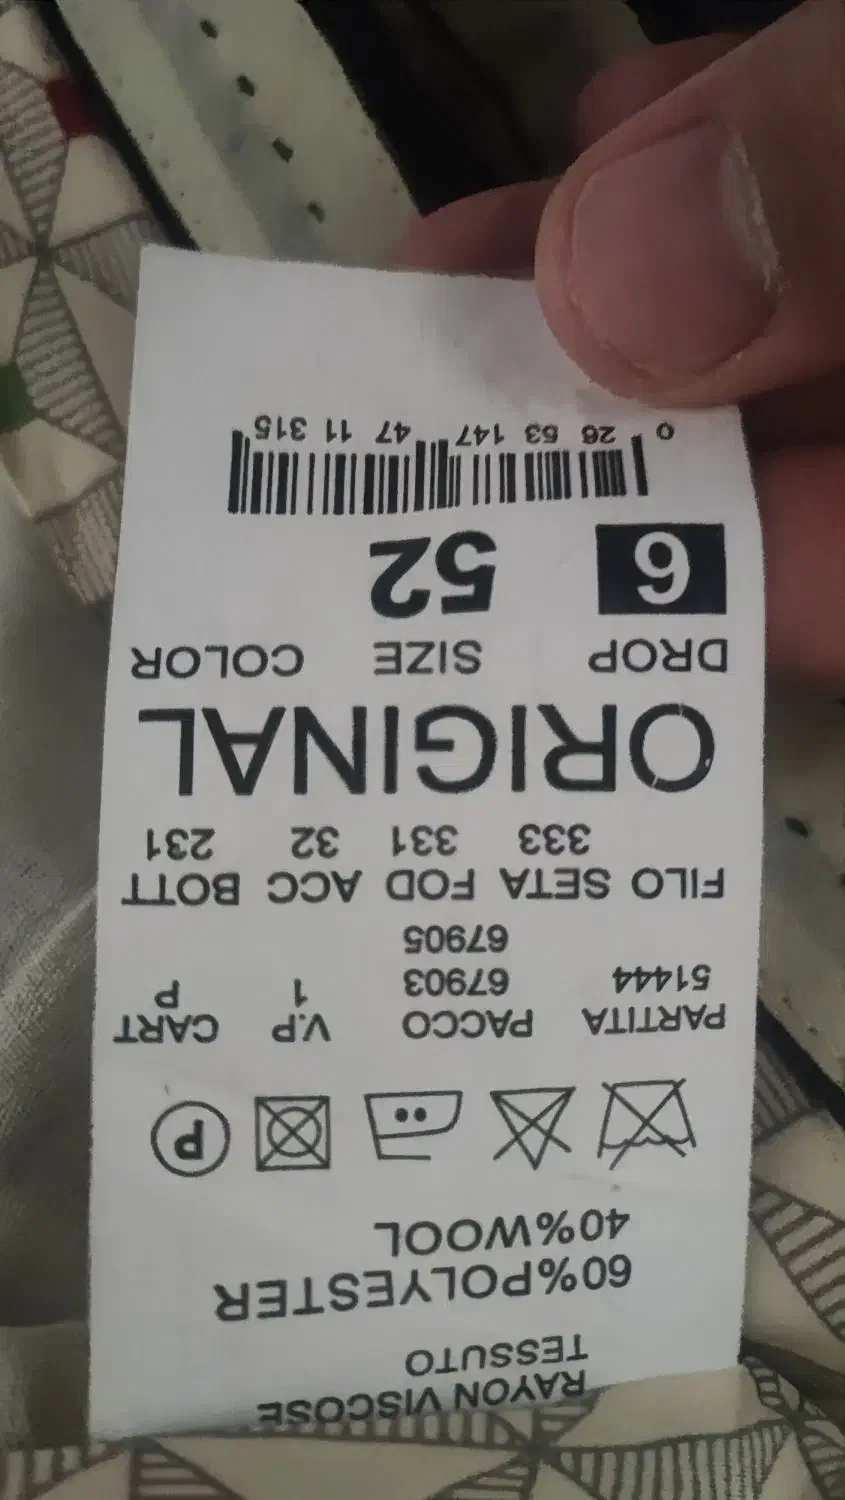 RAYON VISCOSE
TESSUTO
60%POLYESTER
40%WOOL
P
PARTITA PACCO V.P CART
51444 67903 1 P
67905
FILO SETA FOD ACC BOTT
333 331 32 231
ORIGINAL
DROP SIZE COLOR
6 52
0 26 53 147 47 11 315